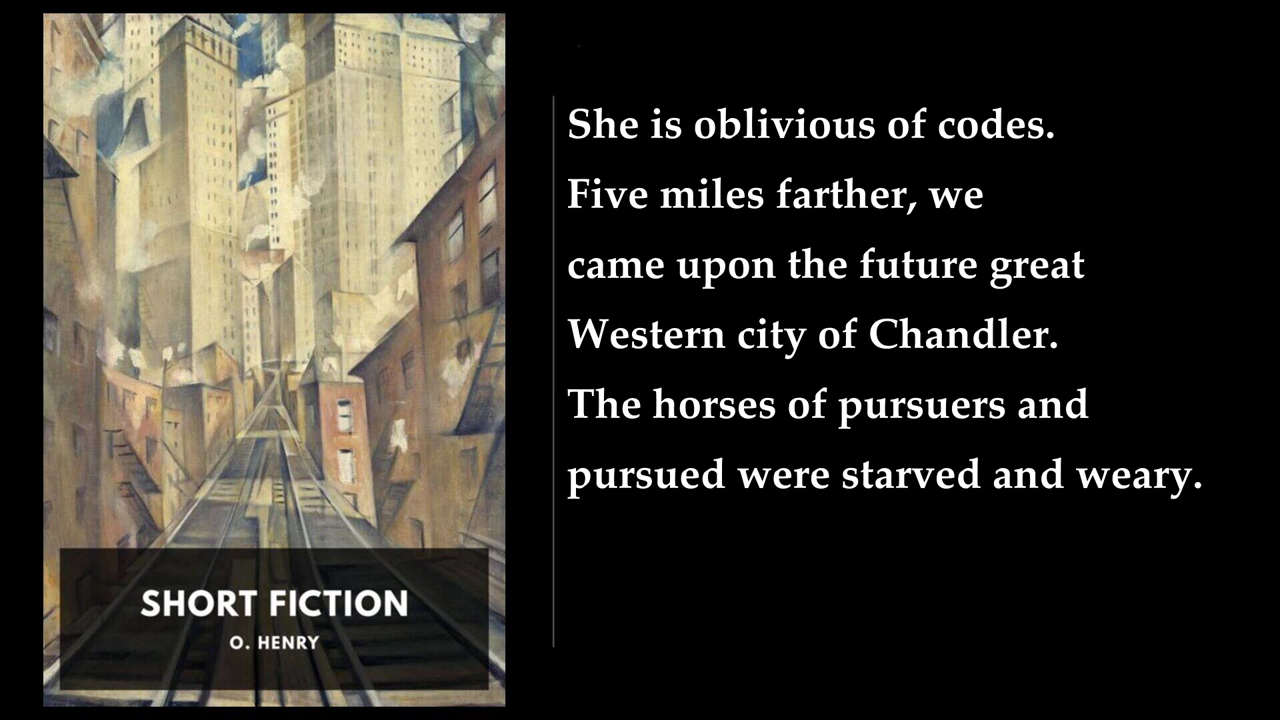 SHORT FICTION
O. HENRY
She is oblivious of codes.
Five miles farther, we
came upon the future great
Western city of Chandler.
The horses of pursuers and
pursued were starved and weary.